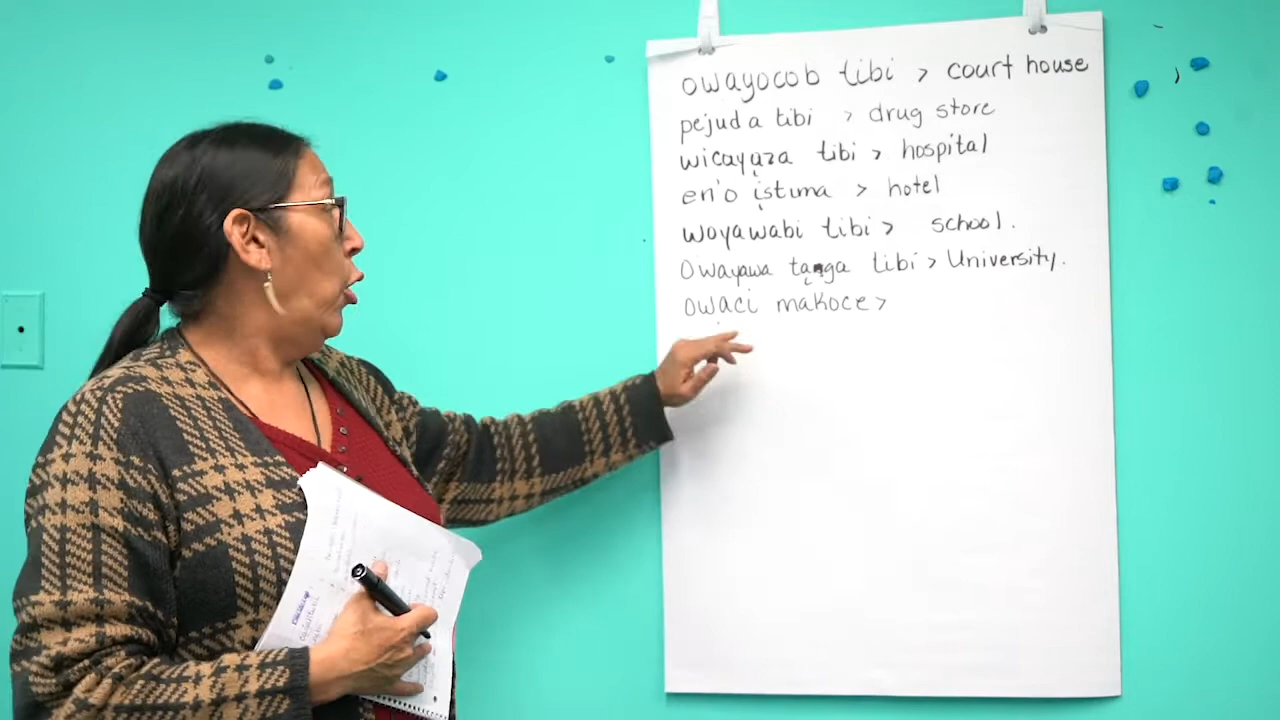 owayocob tibi > court house
pejuda tibi > drug store
wicayąza tibi > hospital
en'o įstima > hotel
woyawabi tibi > school.
Owayawa tąga tibi > University.
owaci makoce >